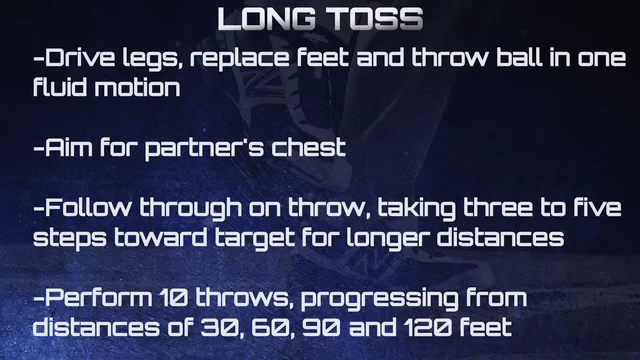 LONG TOSS
-Drive legs, replace feet and throw ball in one
fluid motion
-Aim for partner's chest
-Follow through on throw, taking three to five
steps toward target for longer distances
-Perform 10 throws, progressing from
distances of 30, 60, 90 and 120 feet